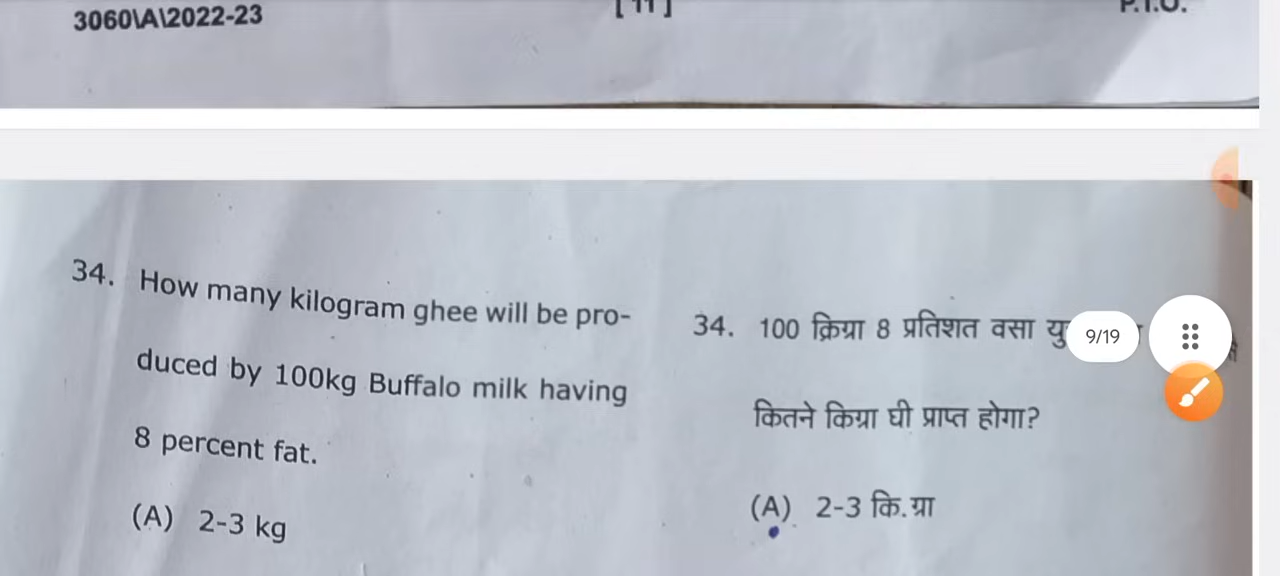 3060\A\2022-23
[ 11 ]
P.T.O.
34. How many kilogram ghee will be pro-
duced by 100kg Buffalo milk having
8 percent fat.
(A) 2-3 kg
34. 100 क्रिग्रा 8 प्रतिशत वसा
9/19
कितने किग्रा घी प्राप्त होगा?
(A) 2-3 कि.ग्रा